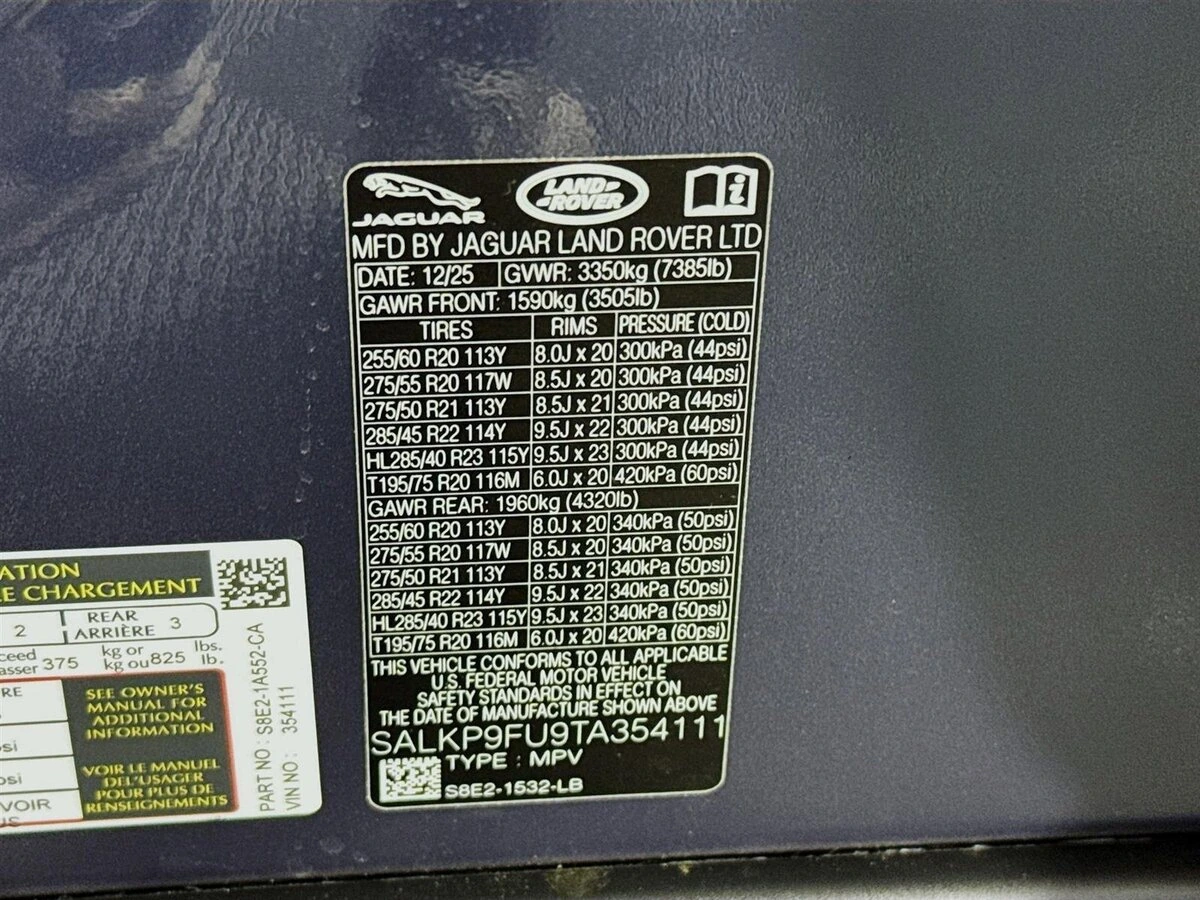 JAGUAR
LAND ROVER
MFD BY JAGUAR LAND ROVER LTD
DATE: 12/25 GVWR: 3350kg (7385lb)
GAWR FRONT: 1590kg (3505lb)
TIRES RIMS PRESSURE (COLD)
255/60 R20 113Y 8.0J x 20 300kPa (44psi)
275/55 R20 117W 8.5J x 20 300kPa (44psi)
275/50 R21 113Y 8.5J x 21 300kPa (44psi)
285/45 R22 114Y 9.5J x 22 300kPa (44psi)
HL285/40 R23 115Y 9.5J x 23 300kPa (44psi)
T195/75 R20 116M 6.0J x 20 420kPa (60psi)
GAWR REAR: 1960kg (4320lb)
255/60 R20 113Y 8.0J x 20 340kPa (50psi)
275/55 R20 117W 8.5J x 20 340kPa (50psi)
275/50 R21 113Y 8.5J x 21 340kPa (50psi)
285/45 R22 114Y 9.5J x 22 340kPa (50psi)
HL285/40 R23 115Y 9.5J x 23 340kPa (50psi)
T195/75 R20 116M 6.0J x 20 420kPa (60psi)
THIS VEHICLE CONFORMS TO ALL APPLICABLE
U.S. FEDERAL MOTOR VEHICLE
SAFETY STANDARDS IN EFFECT ON
THE DATE OF MANUFACTURE SHOWN ABOVE
SALKP9FU9TA354111
TYPE : MPV
S8E2-1532-LB
ATION
LE CHARGEMENT
2 REAR
ARRIÈRE 3
ceed 375 kg or 825 lbs.
asser kg ou lb.
RE
SEE OWNER'S
MANUAL FOR
ADDITIONAL
INFORMATION
psi
psi
VOIR LE MANUEL
DEL'USAGER
POUR PLUS DE
RENSEIGNEMENTS
VOIR
US
PART NO : S8E2-1A552-CA
VIN NO : 354111